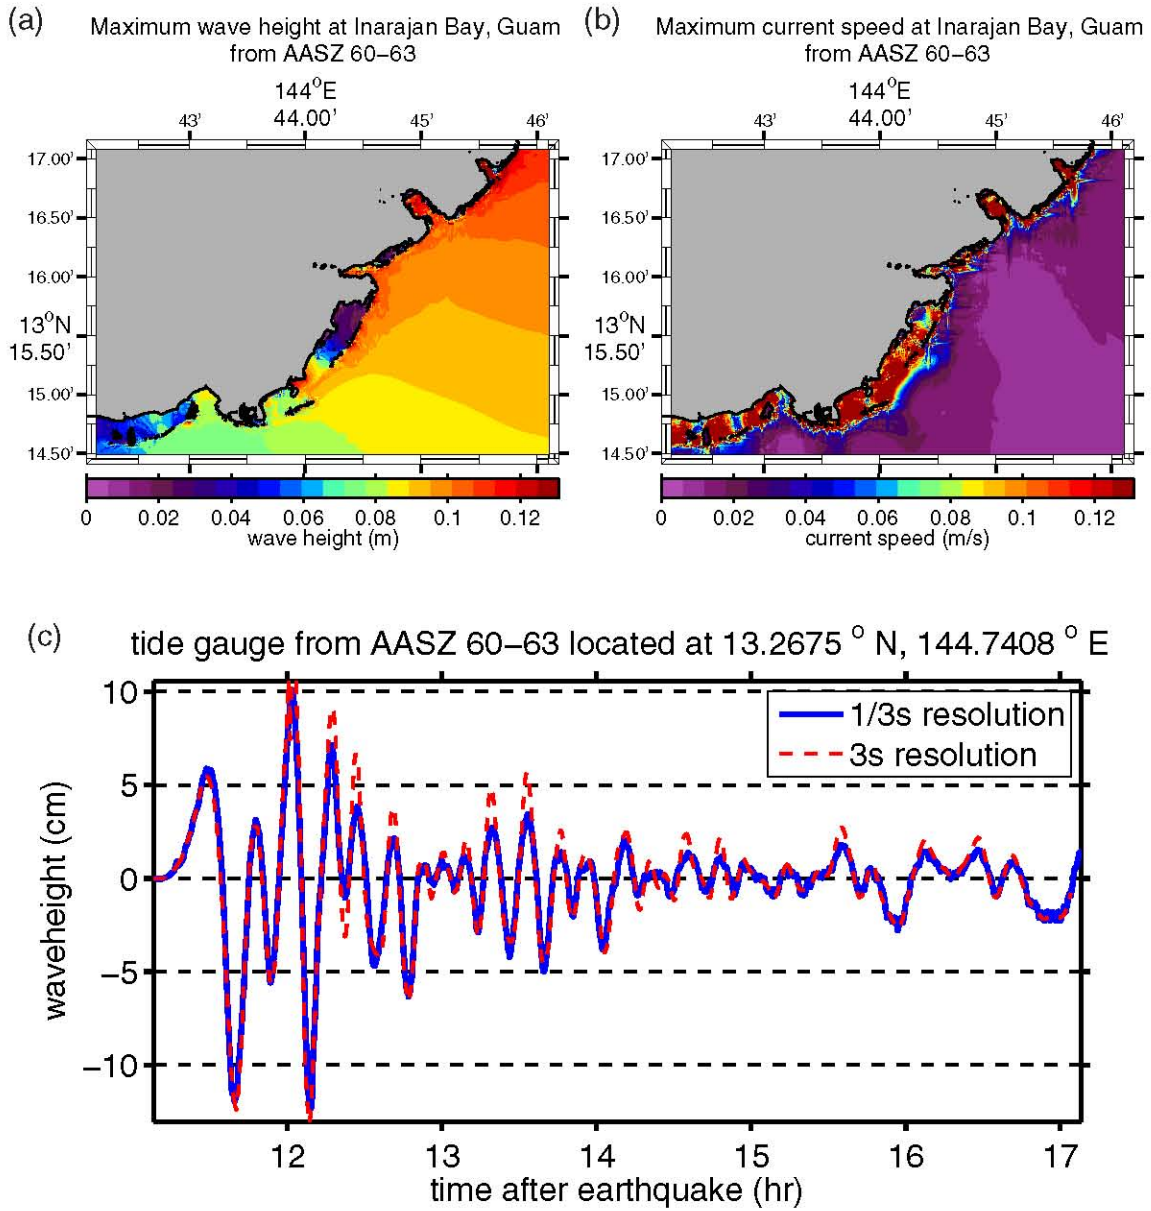 (a)
Maximum wave height at Inarajan Bay, Guam
from AASZ 60−63
144°E
43' 44.00' 45' 46'
17.00'
16.50'
16.00'
13°N
15.50'
15.00'
14.50'
0 0.02 0.04 0.06 0.08 0.1 0.12
wave height (m)
(b)
Maximum current speed at Inarajan Bay, Guam
from AASZ 60−63
144°E
43' 44.00' 45' 46'
17.00'
16.50'
16.00'
13°N
15.50'
15.00'
14.50'
0 0.02 0.04 0.06 0.08 0.1 0.12
current speed (m/s)
(c)
tide gauge from AASZ 60−63 located at 13.2675 ° N, 144.7408 ° E
1/3s resolution
3s resolution
10
5
0
−5
−10
waveheight (cm)
12 13 14 15 16 17
time after earthquake (hr)